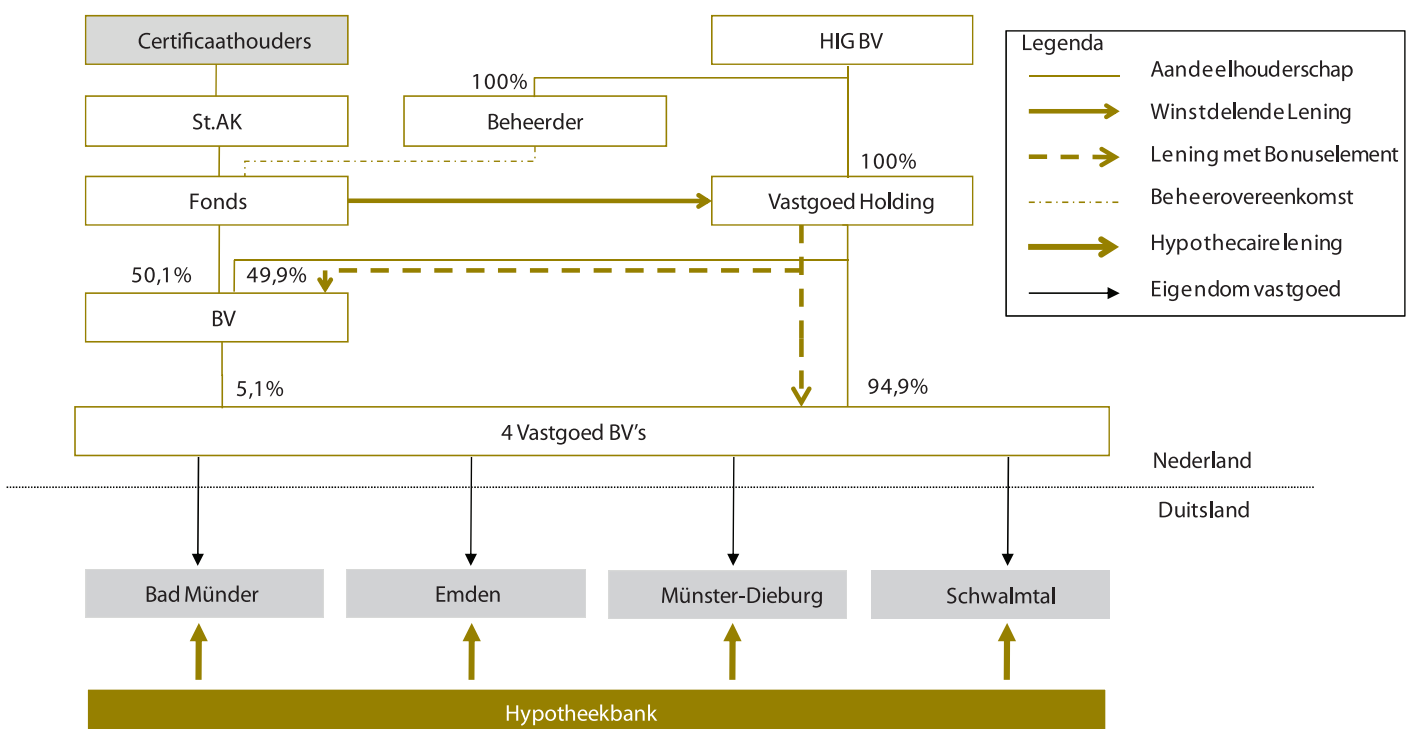 Certificaathouders
HIG BV
Legenda
Aandeelhouderschap
100%
Winstdelende Lening
St.AK
Beheerder
Lening met Bonuselement
100%
Beheerovereenkomst
Fonds
Vastgoed Holding
Hypothecaire lening
50,1%
49,9%
Eigendom vastgoed
BV
5,1%
94,9%
4 Vastgoed BV's
Nederland
Duitsland
Bad Münder
Emden
Münster-Dieburg
Schwalmtal
Hypotheekbank